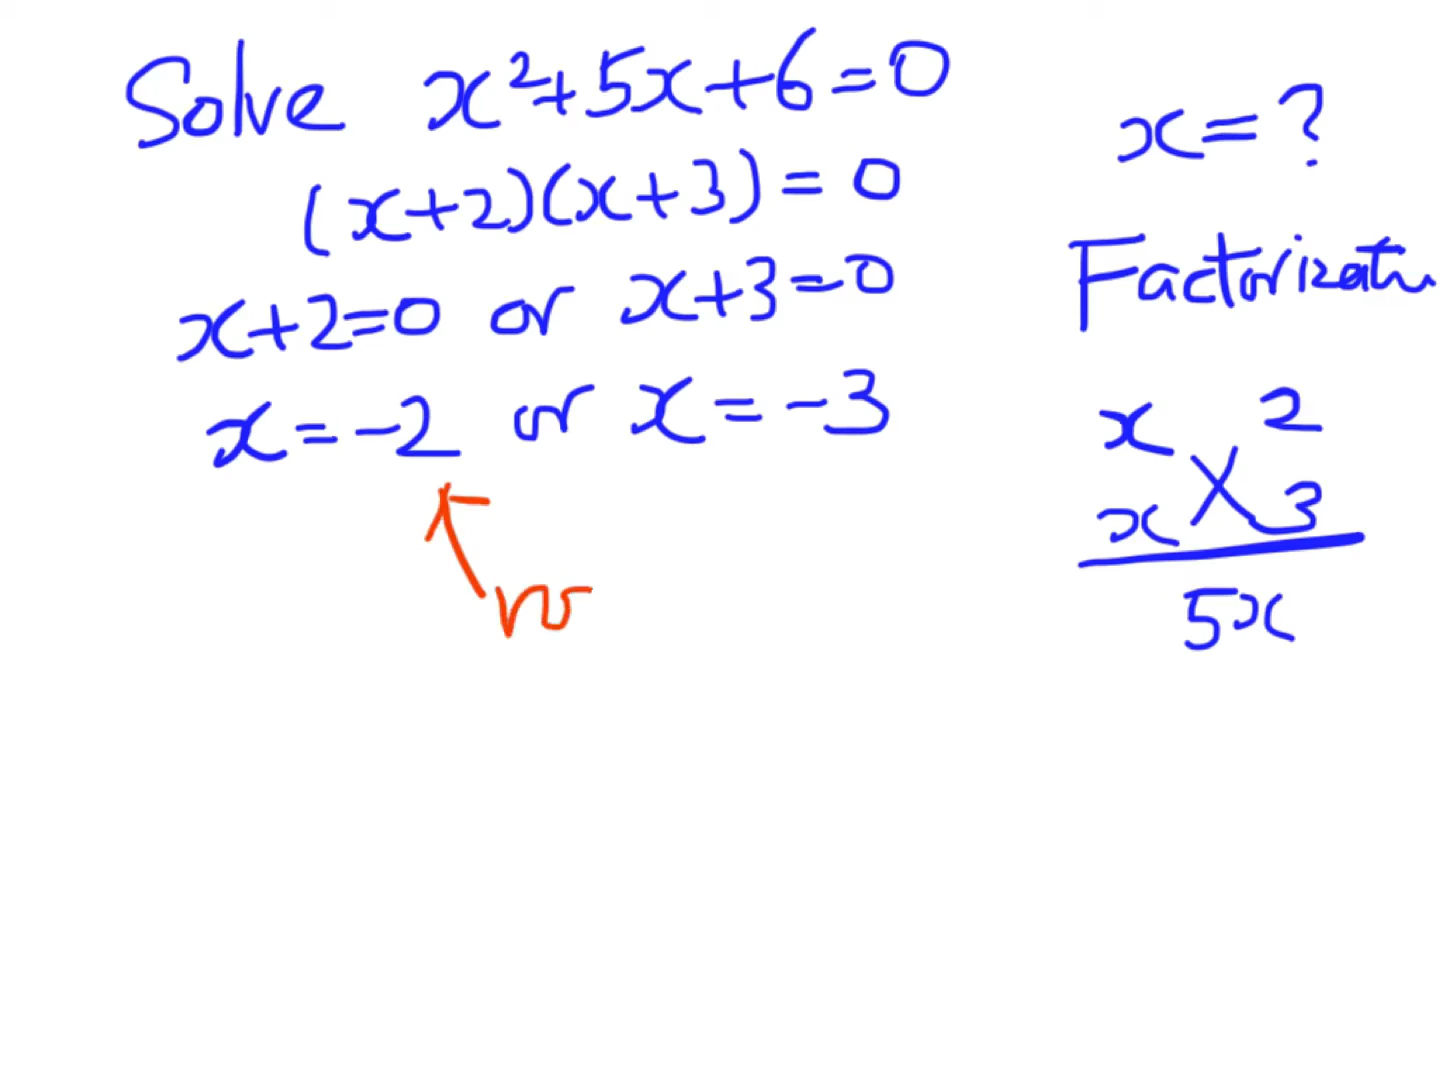 Solve x²+5x+6=0
(x+2)(x+3)=0
x+2=0 or x+3=0
x=-2 or x=-3
x=?
x 2
x 3
5x